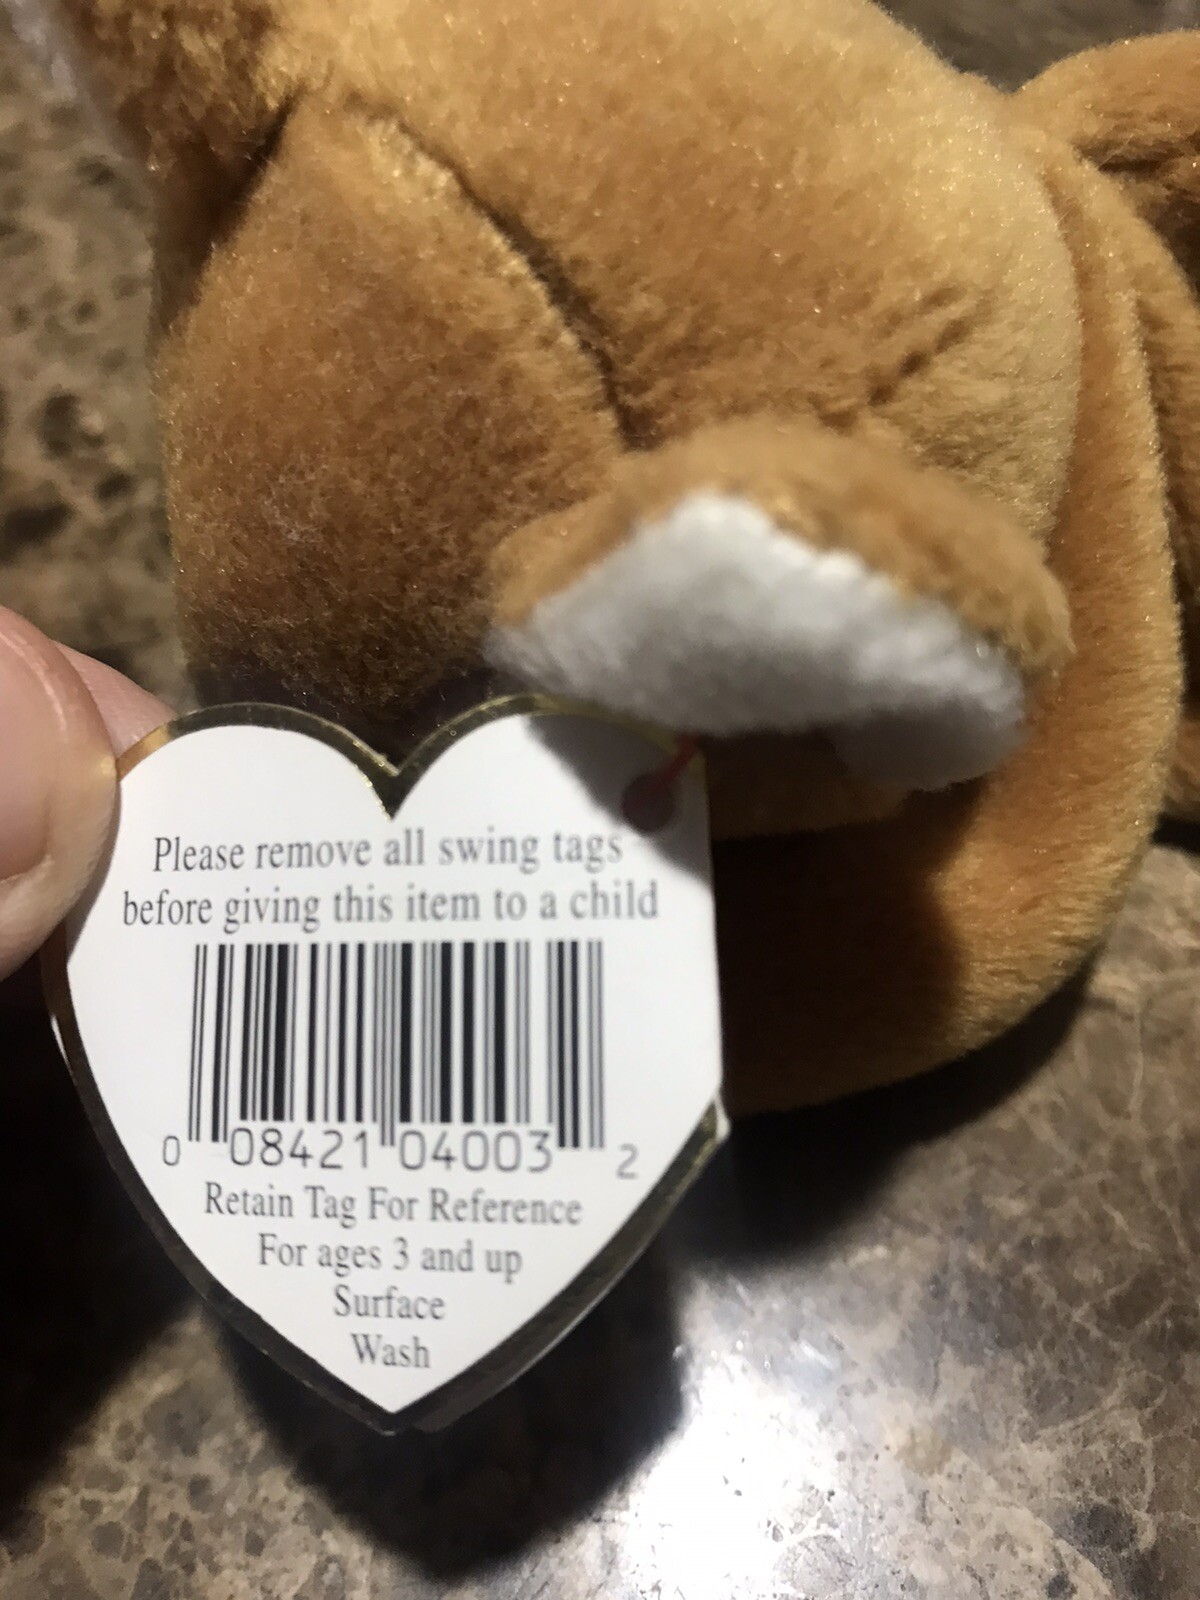 Please remove all swing tags
before giving this item to a child
0 08421 04003 2
Retain Tag For Reference
For ages 3 and up
Surface
Wash